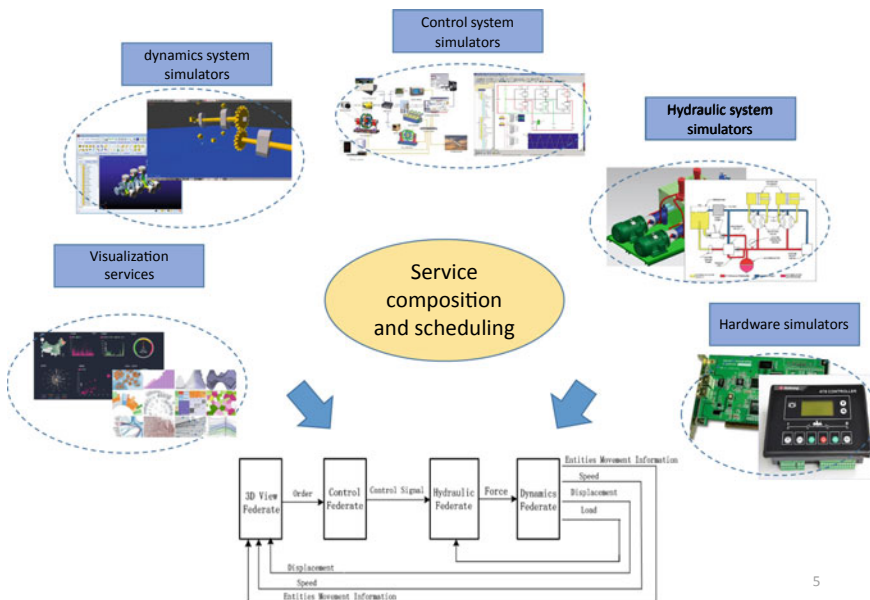 Control system
simulators
dynamics system
simulators
Hydraulic system
simulators
Visualization
services
Service
composition
and scheduling
Hardware simulators
Entities Movement Information
Speed
Displacement
Load
3D View
Federate
Order
Control
Federate
Control Signal
Hydraulic
Federate
Force
Dynamics
Federate
Displacement
Speed
Entities Movement Information
5